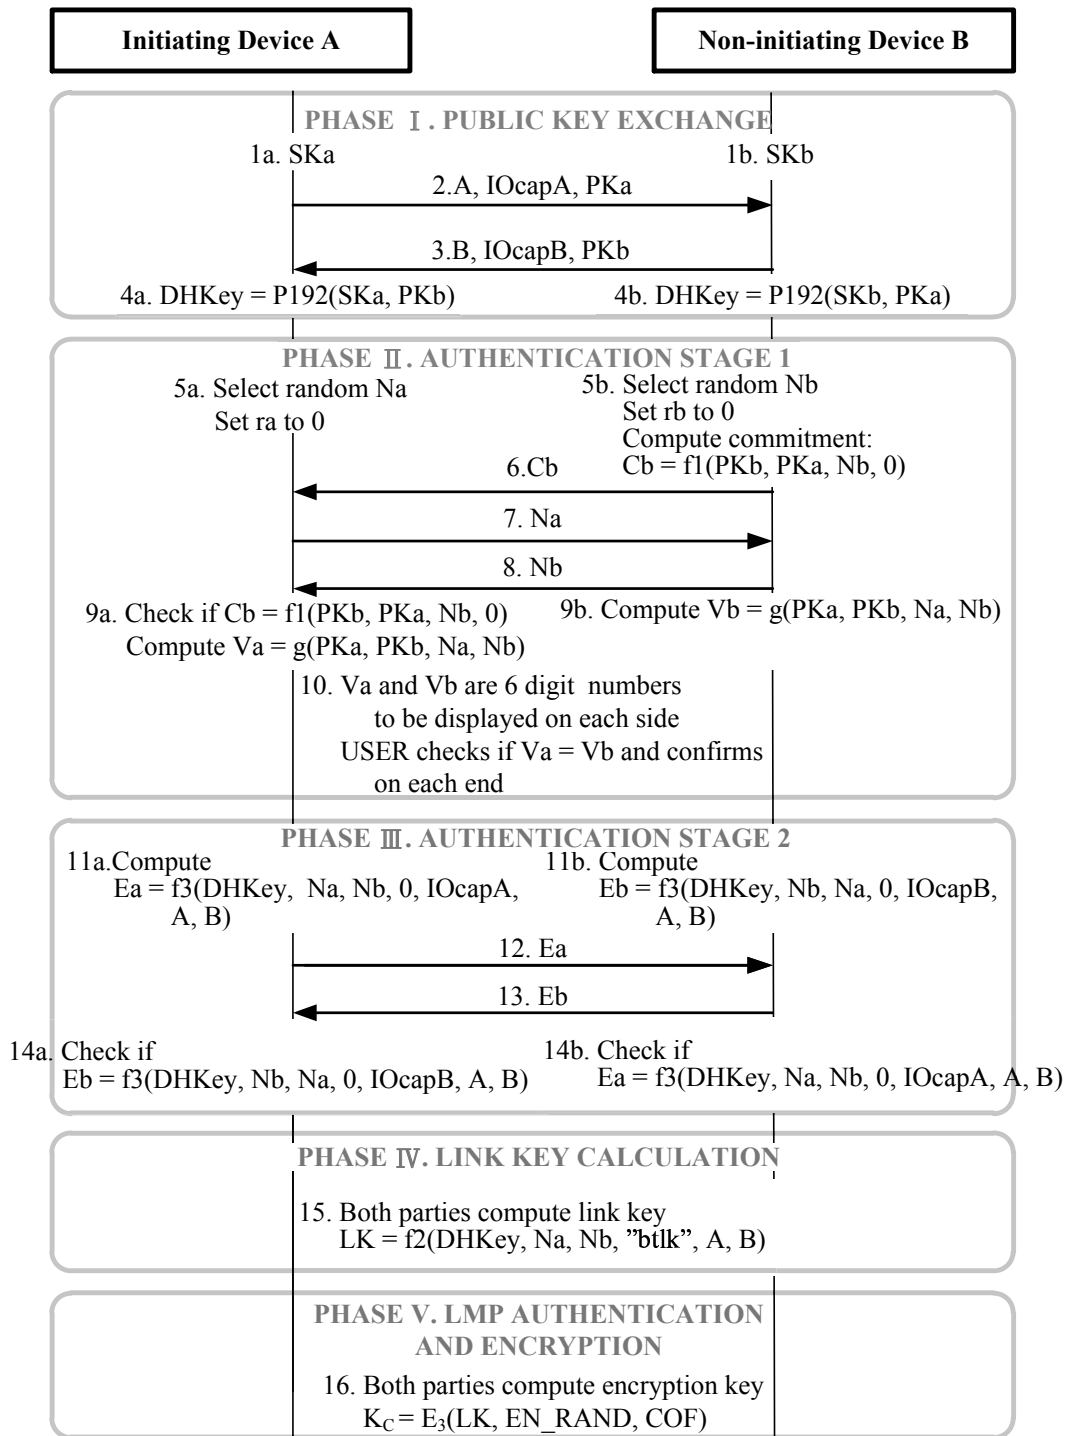 Initiating Device A
Non-initiating Device B
PHASE Ⅰ. PUBLIC KEY EXCHANGE
1a. SKa
1b. SKb
2.A, IOcapA, PKa
3.B, IOcapB, PKb
4a. DHKey = P192(SKa, PKb)
4b. DHKey = P192(SKb, PKa)
PHASE Ⅱ. AUTHENTICATION STAGE 1
5a. Select random Na
Set ra to 0
5b. Select random Nb
Set rb to 0
Compute commitment:
Cb = f1(PKb, PKa, Nb, 0)
6.Cb
7. Na
8. Nb
9a. Check if Cb = f1(PKb, PKa, Nb, 0)
Compute Va = g(PKa, PKb, Na, Nb)
9b. Compute Vb = g(PKa, PKb, Na, Nb)
10. Va and Vb are 6 digit numbers
to be displayed on each side
USER checks if Va = Vb and confirms
on each end
PHASE Ⅲ. AUTHENTICATION STAGE 2
11a.Compute
Ea = f3(DHKey, Na, Nb, 0, IOcapA,
A, B)
11b. Compute
Eb = f3(DHKey, Nb, Na, 0, IOcapB,
A, B)
12. Ea
13. Eb
14a. Check if
Eb = f3(DHKey, Nb, Na, 0, IOcapB, A, B)
14b. Check if
Ea = f3(DHKey, Na, Nb, 0, IOcapA, A, B)
PHASE Ⅳ. LINK KEY CALCULATION
15. Both parties compute link key
LK = f2(DHKey, Na, Nb, ”btlk”, A, B)
PHASE V. LMP AUTHENTICATION
AND ENCRYPTION
16. Both parties compute encryption key
K_C = E_3(LK, EN_RAND, COF)